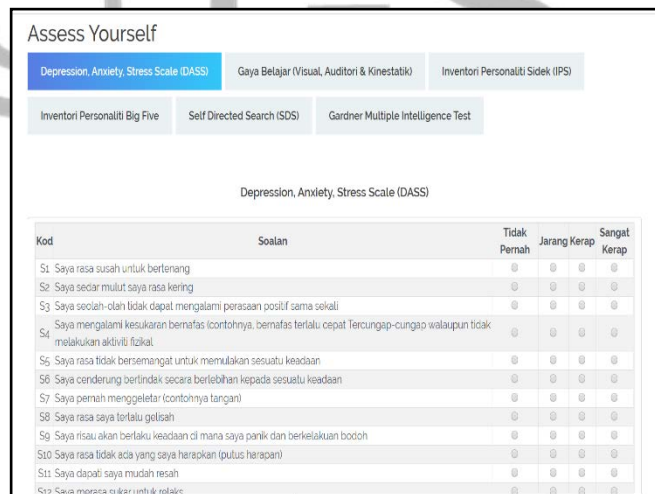 Assess Yourself
Depression, Anxiety, Stress Scale (DASS)
Gaya Belajar (Visual, Auditori & Kinestatik)
Inventori Personaliti Sidek (IPS)
Inventori Personaliti Big Five
Self Directed Search (SDS)
Gardner Multiple Intelligence Test
Depression, Anxiety, Stress Scale (DASS)
Kod Soalan Tidak Pernah Jarang Kerap Sangat Kerap
S1 Saya rasa susah untuk bertenang
S2 Saya sedar mulut saya rasa kering
S3 Saya seolah-olah tidak dapat mengalami perasaan positif sama sekali
S4 Saya mengalami kesukaran bernafas (contohnya, bernafas terlalu cepat Tercungap-cungap walaupun tidak
melakukan aktiviti fizikal
S5 Saya rasa tidak bersemangat untuk memulakan sesuatu keadaan
S6 Saya cenderung bertindak secara berlebihan kepada sesuatu keadaan
S7 Saya pernah menggeletar (contohnya tangan)
S8 Saya rasa saya terlalu gelisah
S9 Saya risau akan berlaku keadaan di mana saya panik dan berkelakuan bodoh
S10 Saya rasa tidak ada yang saya harapkan (putus harapan)
S11 Saya dapati saya mudah resah
S12 Saya merasa sukar untuk relaks